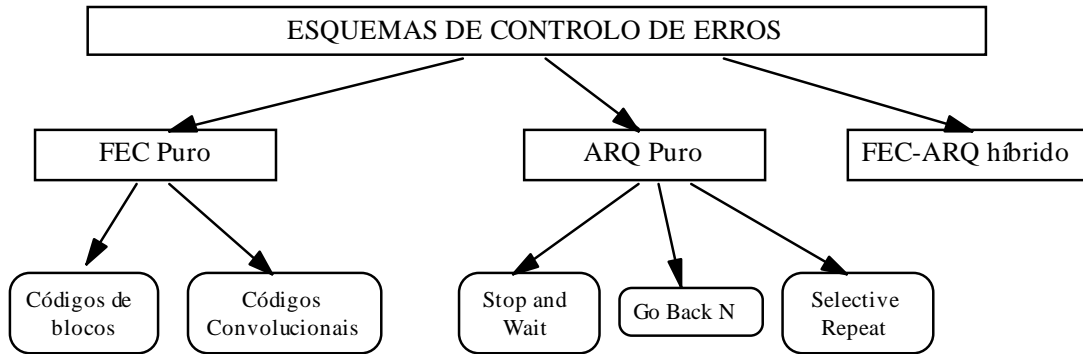 ESQUEMAS DE CONTROLO DE ERROS
FEC Puro
ARQ Puro
FEC-ARQ híbrido
Códigos de
blocos
Códigos
Convolucionais
Stop and
Wait
Go Back N
Selective
Repeat